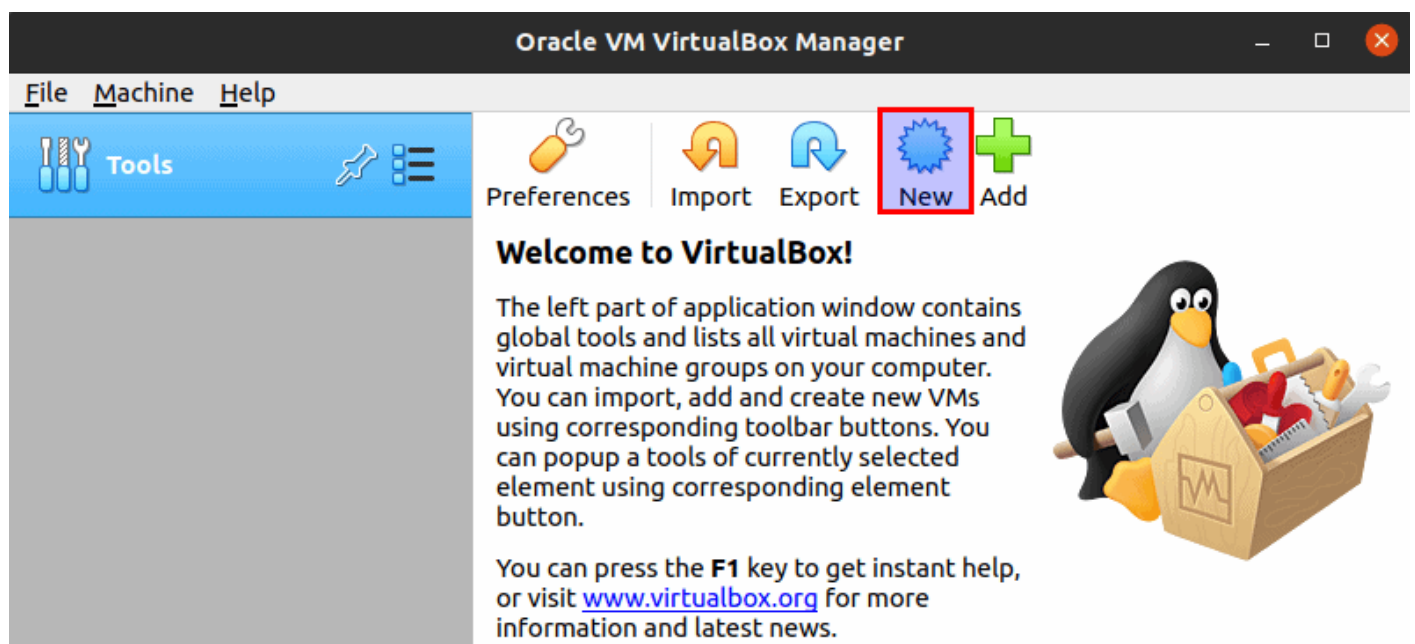 Oracle VM VirtualBox Manager
File Machine Help
Tools
Preferences Import Export New Add
Welcome to VirtualBox!
The left part of application window contains
global tools and lists all virtual machines and
virtual machine groups on your computer.
You can import, add and create new VMs
using corresponding toolbar buttons. You
can popup a tools of currently selected
element using corresponding element
button.
You can press the F1 key to get instant help,
or visit www.virtualbox.org for more
information and latest news.